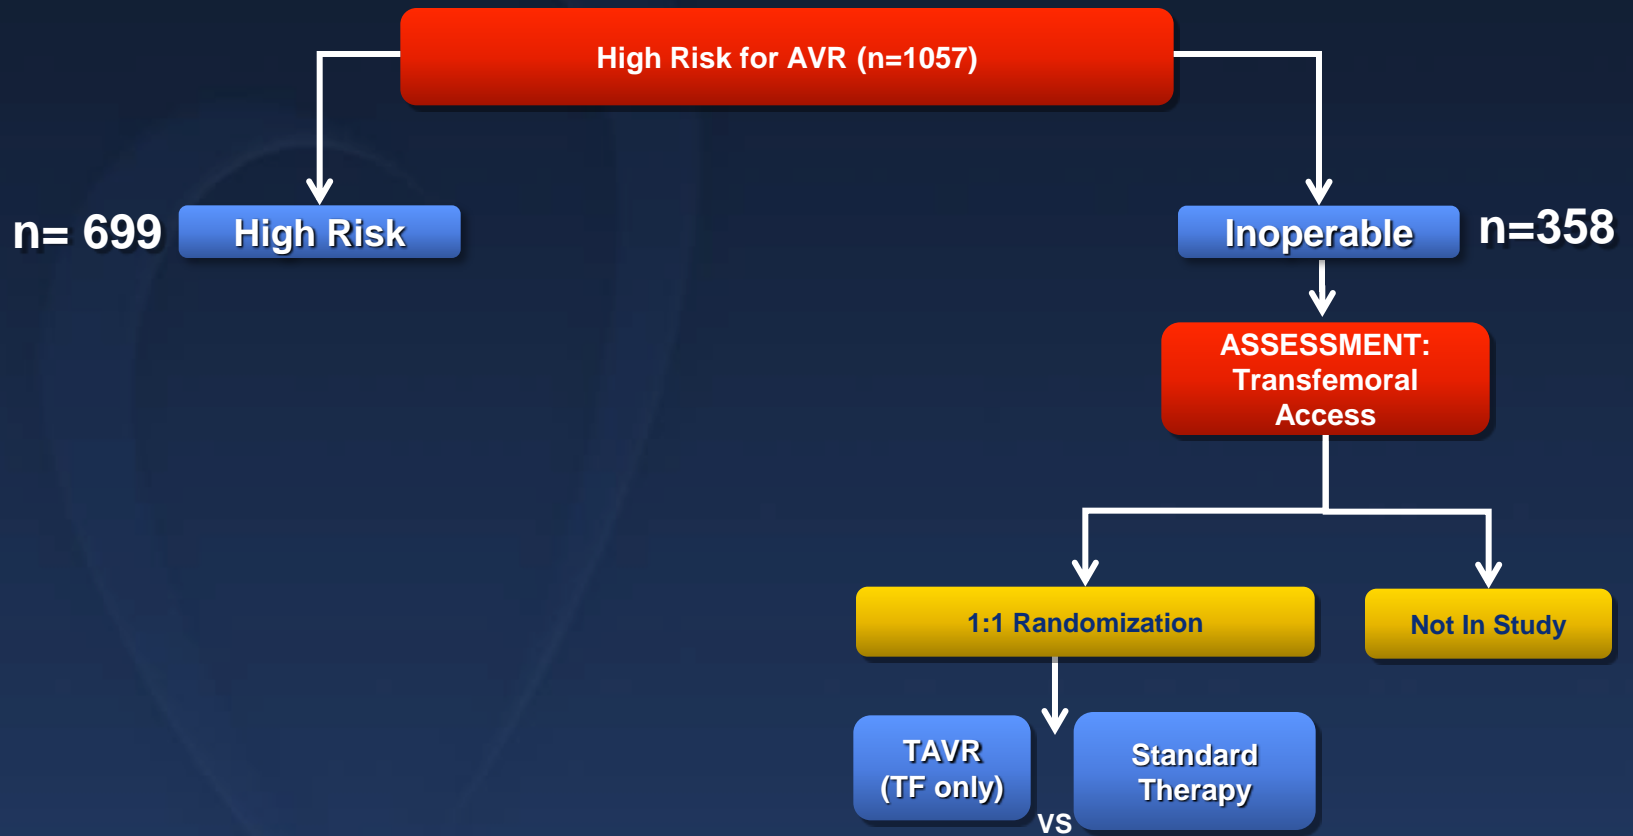 High Risk for AVR (n=1057)
n= 699
High Risk
Inoperable
n=358
ASSESSMENT:
Transfemoral
Access
1:1 Randomization
Not In Study
TAVR
(TF only)
VS
Standard
Therapy